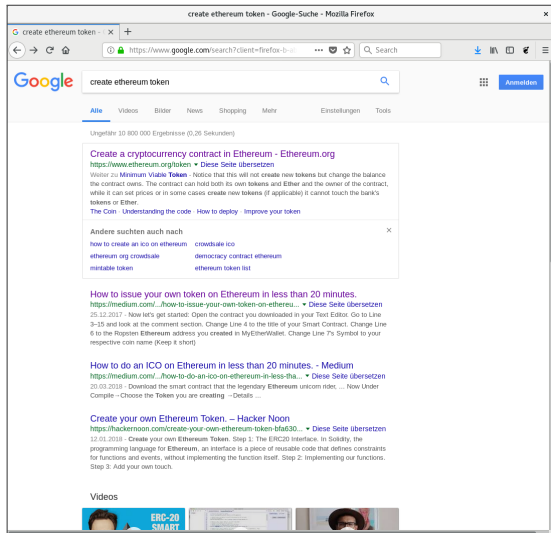 create ethereum token - Google-Suche - Mozilla Firefox
create ethereum token -
https://www.google.com/search?client=firefox-b-
Search
Google
create ethereum token
Anmelden
Alle Videos Bilder News Shopping Mehr Einstellungen Tools
Ungefähr 10 800 000 Ergebnisse (0,26 Sekunden)
Create a cryptocurrency contract in Ethereum - Ethereum.org
https://www.ethereum.org/token ▾ Diese Seite übersetzen
Weiter zu Minimum Viable Token - Notice that this will not create new tokens but change the balance
the contract owns. The contract can hold both its own tokens and Ether and the owner of the contract,
while it can set prices or in some cases create new tokens (if applicable) it cannot touch the bank's
tokens or Ether.
The Coin · Understanding the code · How to deploy · Improve your token
Andere suchten auch nach
how to create an ico on ethereum crowdsale ico
ethereum org crowdsale democracy contract ethereum
mintable token ethereum token list
How to issue your own token on Ethereum in less than 20 minutes.
https://medium.com/.../how-to-issue-your-own-token-on-ethereu... ▾ Diese Seite übersetzen
25.12.2017 - Now let's get started: Open the contract you downloaded in your Text Editor. Go to Line
3–15 and look at the comment section. Change Line 4 to the title of your Smart Contract. Change Line
6 to the Ropsten Ethereum address you created in MyEtherWallet. Change Line 7's Symbol to your
respective coin name (Keep it short)
How to do an ICO on Ethereum in less than 20 minutes. - Medium
https://medium.com/.../how-to-do-an-ico-on-ethereum-in-less-tha... ▾ Diese Seite übersetzen
20.03.2018 - Download the smart contract that the legendary Ethereum unicorn rider. ... Now Under
Compile→Choose the Token you are creating →Details ...
Create your own Ethereum Token. – Hacker Noon
https://hackernoon.com/create-your-own-ethereum-token-bfa630... ▾ Diese Seite übersetzen
12.01.2018 - Create your own Ethereum Token. Step 1: The ERC20 Interface. In Solidity, the
programming language for Ethereum, an interface is a piece of reusable code that defines constraints
for functions and events, without implementing the function itself. Step 2: Implementing our functions.
Step 3: Add your own touch.
Videos
ERC-20
SMART